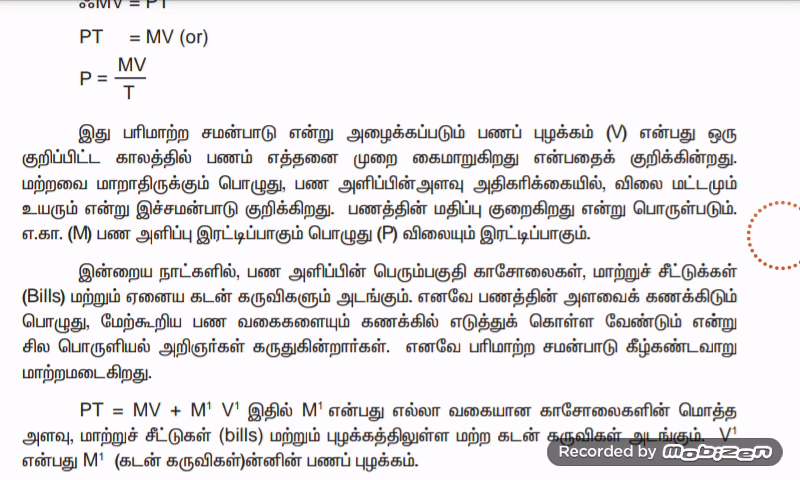 ஃMV = PT
PT = MV (or)
P = MV
T
இது பரிமாற்ற சமன்பாடு என்று அழைக்கப்படும் பணப் புழக்கம் (V) என்பது ஒரு
குறிப்பிட்ட காலத்தில் பணம் எத்தனை முறை கைமாறுகிறது என்பதைக் குறிக்கின்றது.
மற்றவை மாறாதிருக்கும் பொழுது, பண அளிப்பின்அளவு அதிகரிக்கையில், விலை மட்டமும்
உயரும் என்று இச்சமன்பாடு குறிக்கிறது. பணத்தின் மதிப்பு குறைகிறது என்று பொருள்படும்.
எ.கா. (M) பண அளிப்பு இரட்டிப்பாகும் பொழுது (P) விலையும் இரட்டிப்பாகும்.
இன்றைய நாட்களில், பண அளிப்பின் பெரும்பகுதி காசோலைகள், மாற்றுச் சீட்டுக்கள்
(Bills) மற்றும் ஏனைய கடன் கருவிகளும் அடங்கும். எனவே பணத்தின் அளவைக் கணக்கிடும்
பொழுது, மேற்கூறிய பண வகைகளையும் கணக்கில் எடுத்துக் கொள்ள வேண்டும் என்று
சில பொருளியல் அறிஞர்கள் கருதுகின்றார்கள். எனவே பரிமாற்ற சமன்பாடு கீழ்கண்டவாறு
மாற்றமடைகிறது.
PT = MV + M¹ V¹ இதில் M¹ என்பது எல்லா வகையான காசோலைகளின் மொத்த
அளவு, மாற்றுச் சீட்டுகள் (bills) மற்றும் புழக்கத்திலுள்ள மற்ற கடன் கருவிகள் அடங்கும். V¹
என்பது M¹ (கடன் கருவிகள்)ன்னின் பணப் புழக்கம்.
Recorded by mobizen